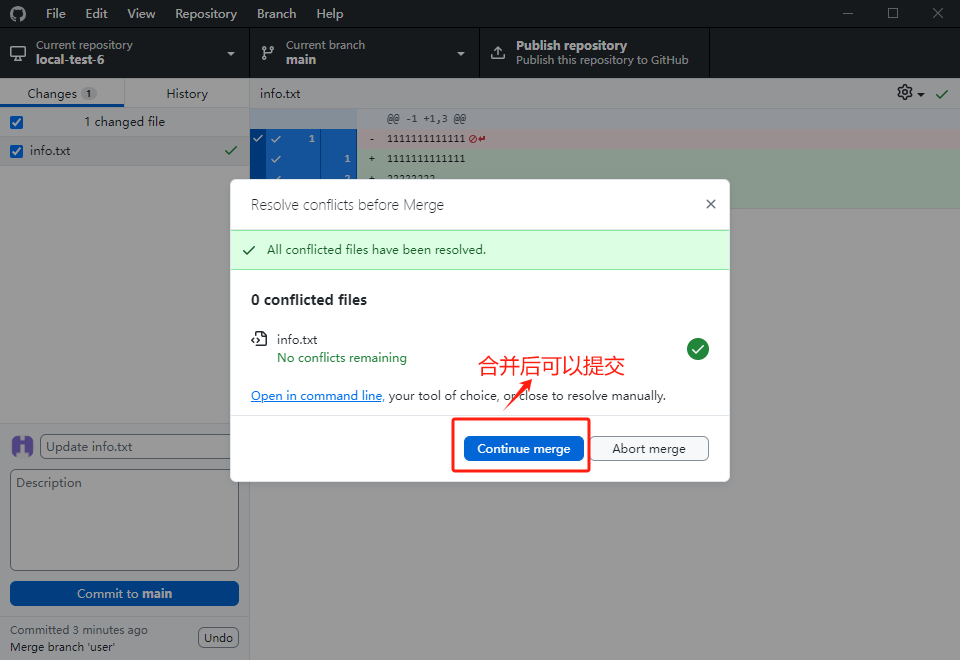 File Edit View Repository Branch Help
Current repository
local-test-6
Current branch
main
Publish repository
Publish this repository to GitHub
Changes 1
History
info.txt
1 changed file
info.txt
@@ -1 +1,3 @@
1 - 1111111111111
1 + 1111111111111
Resolve conflicts before Merge
All conflicted files have been resolved.
0 conflicted files
info.txt
No conflicts remaining
合并后可以提交
Open in command line, your tool of choice, or close to resolve manually.
Continue merge
Abort merge
Update info.txt
Description
Commit to main
Committed 3 minutes ago
Merge branch 'user'
Undo